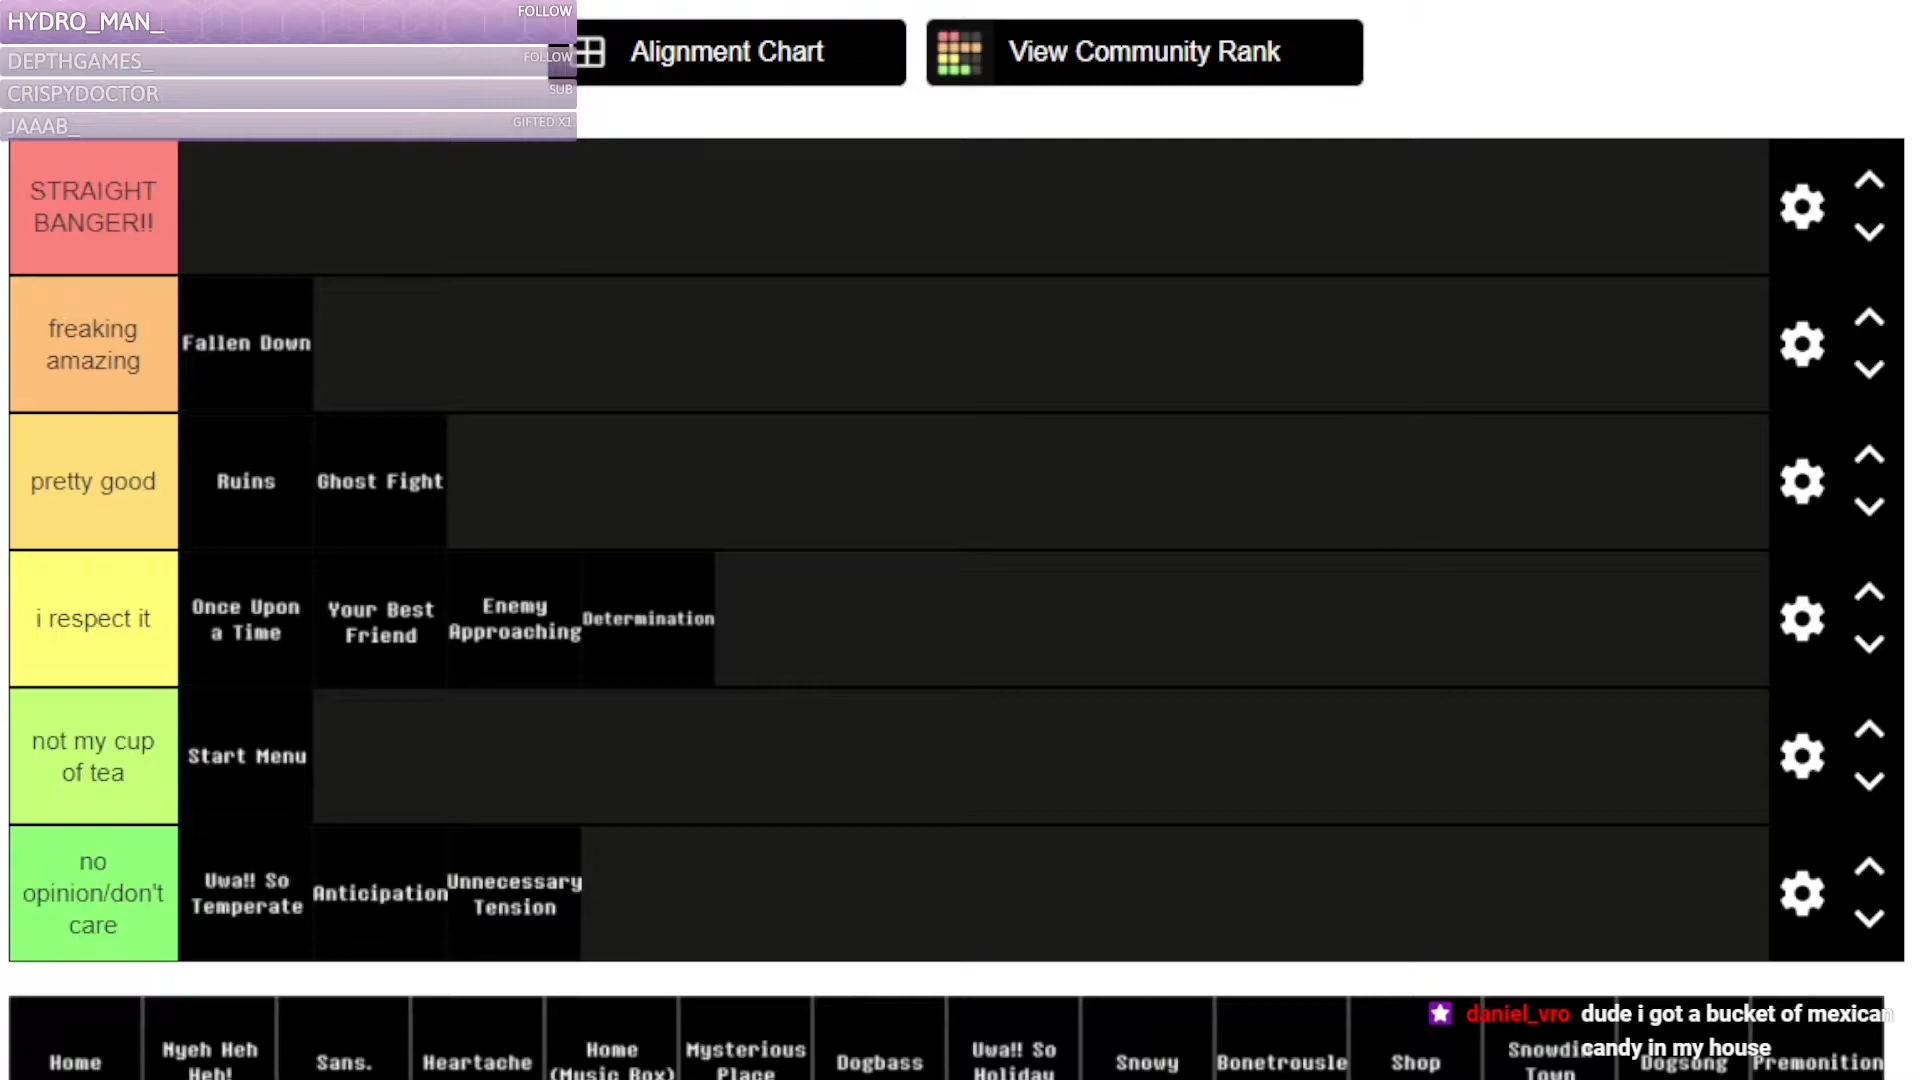 HYDRO_MAN_ FOLLOW
DEPTHGAMES_ FOLLOW
CRISPYDOCTOR SUB
JAAAB_ GIFTED X1
Alignment Chart
View Community Rank
STRAIGHT
BANGER!!
freaking
amazing
Fallen Down
pretty good
Ruins
Ghost Fight
i respect it
Once Upon
a Time
Your Best
Friend
Enemy
Approaching
Determination
not my cup
of tea
Start Menu
no
opinion/don't
care
Uwa!! So
Temperate
Anticipation
Unnecessary
Tension
Home
Nyeh Heh
Heh!
Sans.
Heartache
Home
(Music Box)
Mysterious
Place
Dogbass
Uwa!! So
Holiday
Snowy
Bonetrousle
Shop
Town
Dogsong
Premonition
daniel_vro dude i got a bucket of mexican
candy in my house